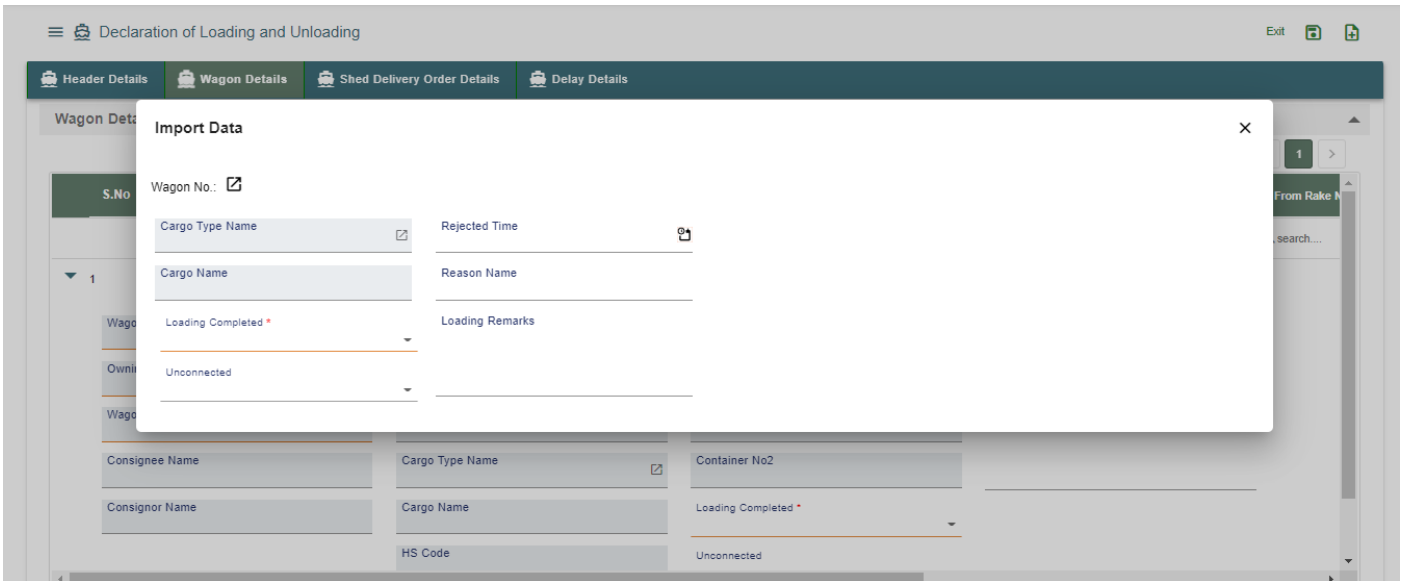 Declaration of Loading and Unloading
Exit
Header Details
Wagon Details
Shed Delivery Order Details
Delay Details
Wagon Deta
Import Data
1
S.No
Wagon No.:
From Rake N
Cargo Type Name
Rejected Time
search....
1
Cargo Name
Reason Name
Wago
Loading Completed *
Loading Remarks
Owni
Unconnected
Wago
Consignee Name
Cargo Type Name
Container No2
Consignor Name
Cargo Name
Loading Completed *
HS Code
Unconnected